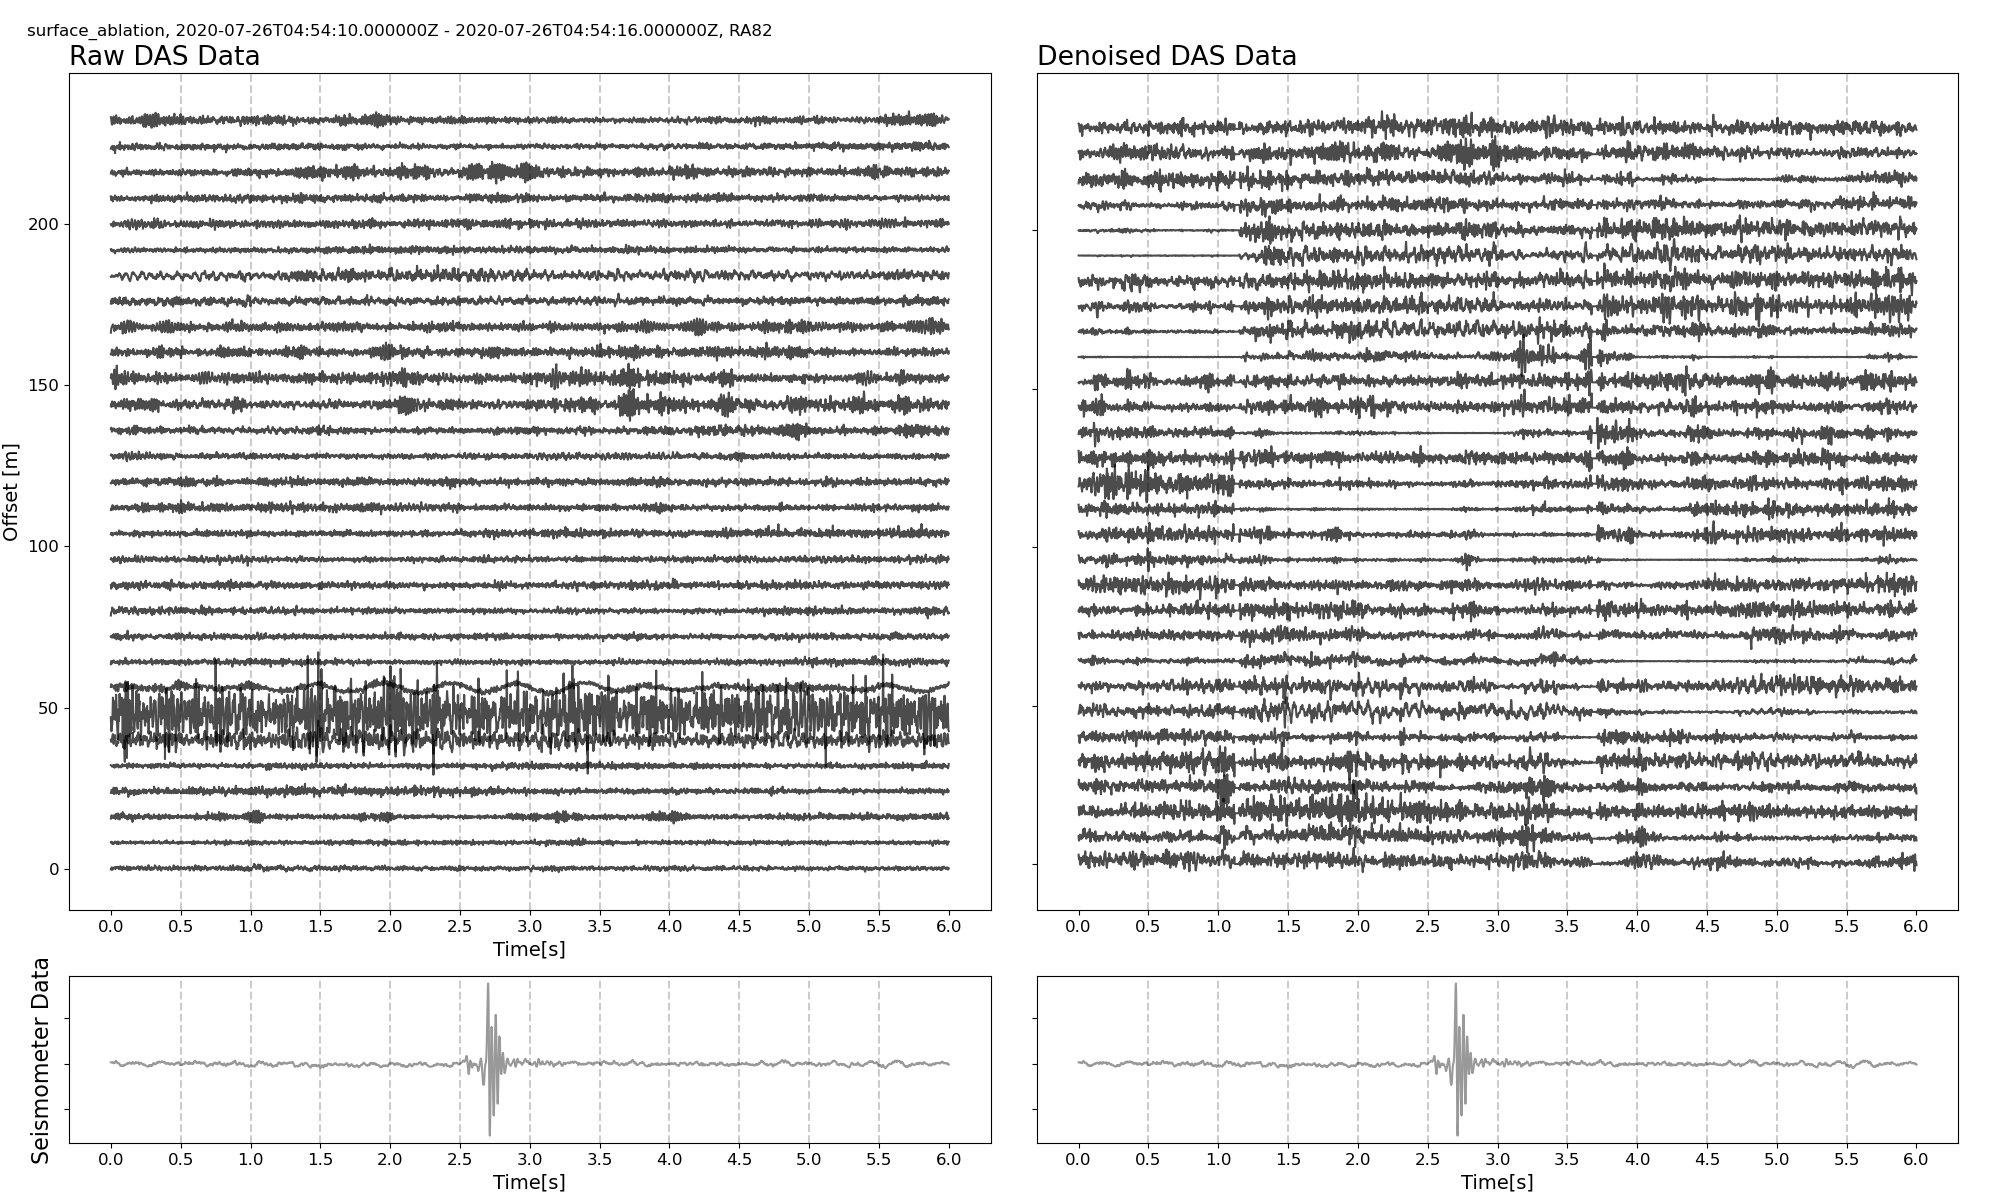 surface_ablation, 2020-07-26T04:54:10.000000Z - 2020-07-26T04:54:16.000000Z, RA82
Raw DAS Data
Denoised DAS Data
Offset [m]
200
150
100
50
0
0.0 0.5 1.0 1.5 2.0 2.5 3.0 3.5 4.0 4.5 5.0 5.5 6.0
Time[s]
0.0 0.5 1.0 1.5 2.0 2.5 3.0 3.5 4.0 4.5 5.0 5.5 6.0
Seismometer Data
0.0 0.5 1.0 1.5 2.0 2.5 3.0 3.5 4.0 4.5 5.0 5.5 6.0
Time[s]
0.0 0.5 1.0 1.5 2.0 2.5 3.0 3.5 4.0 4.5 5.0 5.5 6.0
Time[s]